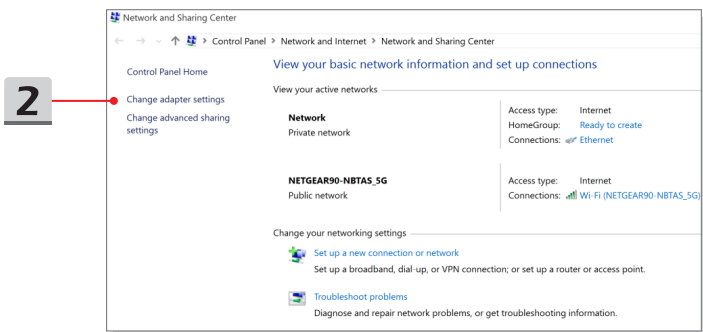 Network and Sharing Center
Control Panel > Network and Internet > Network and Sharing Center
2
Control Panel Home
Change adapter settings
Change advanced sharing
settings
View your basic network information and set up connections
View your active networks
Network
Private network
Access type: Internet
HomeGroup: Ready to create
Connections: Ethernet
NETGEAR90-NBTAS_5G
Public network
Access type: Internet
Connections: Wi-Fi (NETGEAR90-NBTAS_5G)
Change your networking settings
Set up a new connection or network
Set up a broadband, dial-up, or VPN connection; or set up a router or access point.
Troubleshoot problems
Diagnose and repair network problems, or get troubleshooting information.